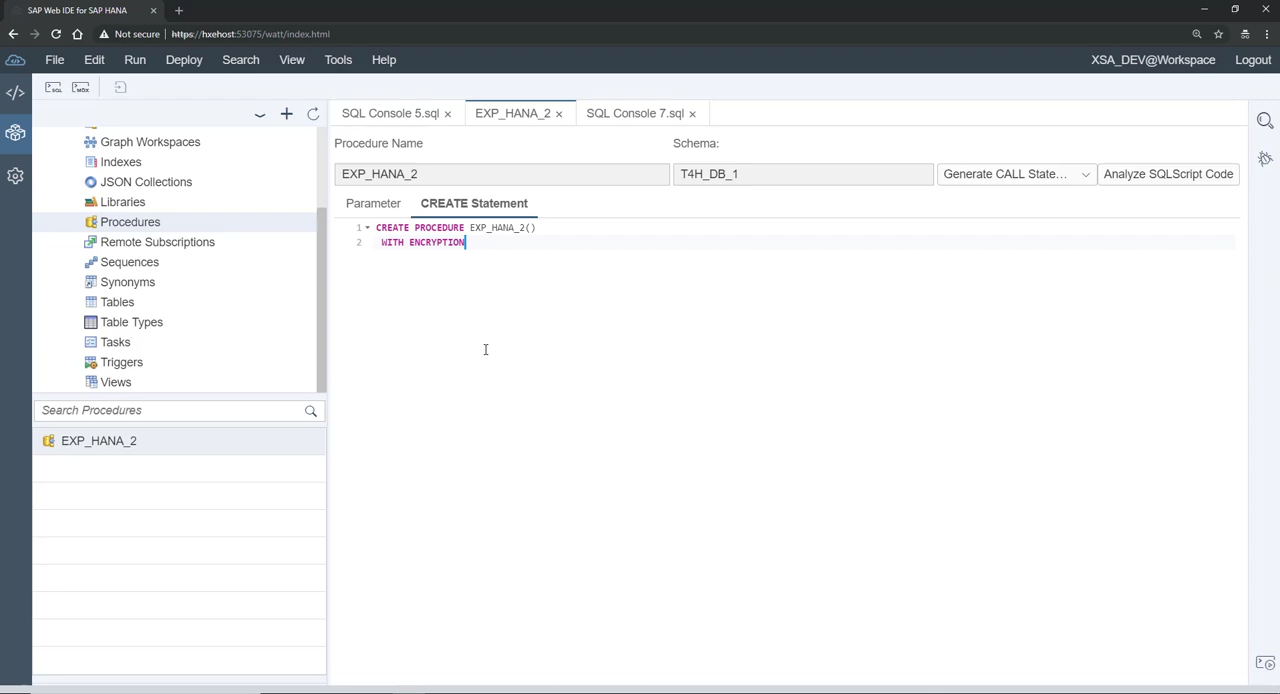 SAP Web IDE for SAP HANA
Not secure | https://hxehost:53075/watt/index.html
File Edit Run Deploy Search View Tools Help XSA_DEV@Workspace Logout
SQL MDX
SQL Console 5.sql EXP_HANA_2 SQL Console 7.sql
Graph Workspaces
Indexes
JSON Collections
Libraries
Procedures
Remote Subscriptions
Sequences
Synonyms
Tables
Table Types
Tasks
Triggers
Views
Search Procedures
EXP_HANA_2
Procedure Name Schema:
EXP_HANA_2 T4H_DB_1 Generate CALL State... Analyze SQLScript Code
Parameter CREATE Statement
1 CREATE PROCEDURE EXP_HANA_2()
2 WITH ENCRYPTION